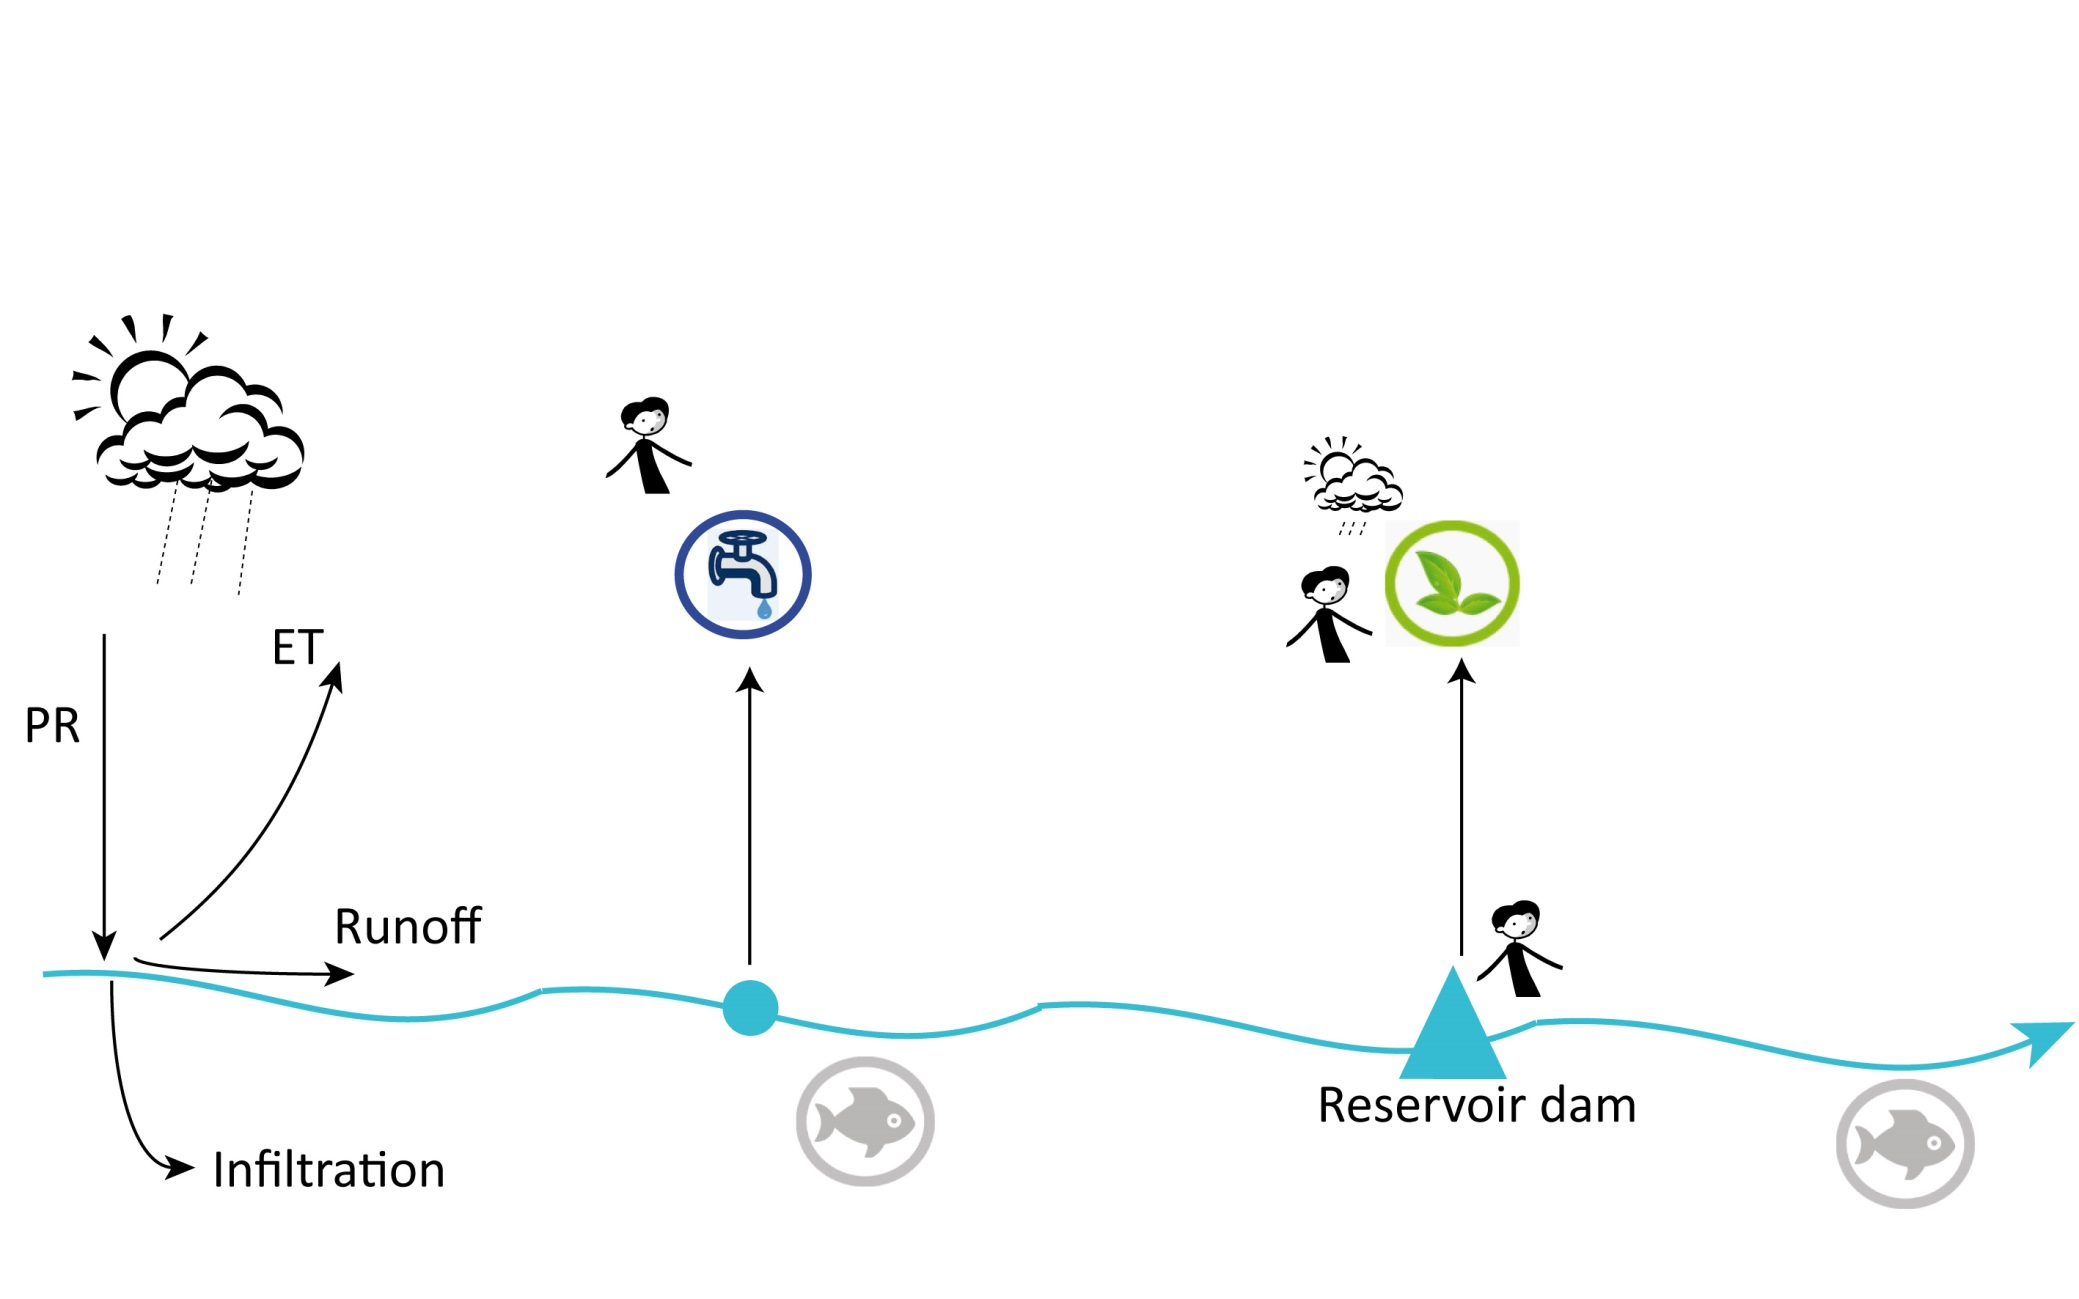 ET
PR
Runoff
Reservoir dam
Infiltration